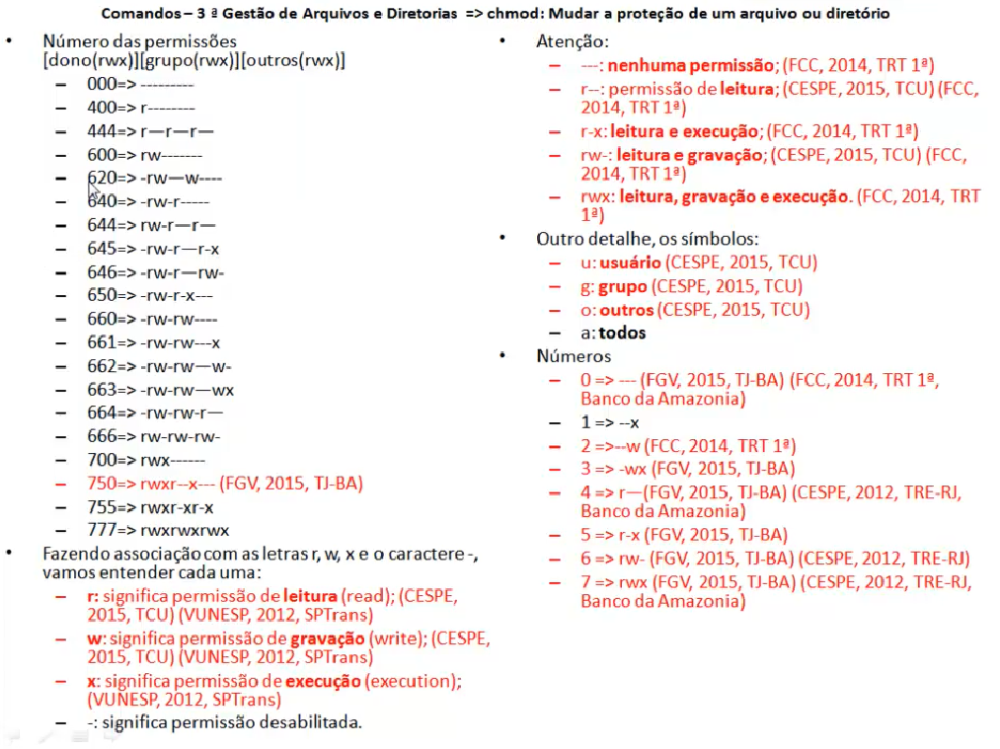 Comandos – 3 ª Gestão de Arquivos e Diretorias => chmod: Mudar a proteção de um arquivo ou diretório
• Número das permissões
[dono(rwx)][grupo(rwx)][outros(rwx)]
– 000=> ---------
– 400=> r--------
– 444=> r—r—r—
– 600=> rw-------
– 620=> -rw—w----
– 640=> -rw-r-----
– 644=> rw-r—r—
– 645=> -rw-r—r-x
– 646=> -rw-r—rw-
– 650=> -rw-r-x---
– 660=> -rw-rw----
– 661=> -rw-rw---x
– 662=> -rw-rw—w-
– 663=> -rw-rw—wx
– 664=> -rw-rw-r—
– 666=> rw-rw-rw-
– 700=> rwx------
– 750=> rwxr--x--- (FGV, 2015, TJ-BA)
– 755=> rwxr-xr-x
– 777=> rwxrwxrwx
• Fazendo associação com as letras r, w, x e o caractere -,
vamos entender cada uma:
– r: significa permissão de leitura (read); (CESPE,
2015, TCU) (VUNESP, 2012, SPTrans)
– w: significa permissão de gravação (write); (CESPE,
2015, TCU) (VUNESP, 2012, SPTrans)
– x: significa permissão de execução (execution);
(VUNESP, 2012, SPTrans)
– -: significa permissão desabilitada.
• Atenção:
– ---: nenhuma permissão; (FCC, 2014, TRT 1ª)
– r--: permissão de leitura; (CESPE, 2015, TCU) (FCC,
2014, TRT 1ª)
– r-x: leitura e execução; (FCC, 2014, TRT 1ª)
– rw-: leitura e gravação; (CESPE, 2015, TCU) (FCC,
2014, TRT 1ª)
– rwx: leitura, gravação e execução. (FCC, 2014, TRT
1ª)
• Outro detalhe, os símbolos:
– u: usuário (CESPE, 2015, TCU)
– g: grupo (CESPE, 2015, TCU)
– o: outros (CESPE, 2015, TCU)
– a: todos
• Números
– 0 => --- (FGV, 2015, TJ-BA) (FCC, 2014, TRT 1ª,
Banco da Amazonia)
– 1 => --x
– 2 =>--w (FCC, 2014, TRT 1ª)
– 3 => -wx (FGV, 2015, TJ-BA)
– 4 => r—(FGV, 2015, TJ-BA) (CESPE, 2012, TRE-RJ,
Banco da Amazonia)
– 5 => r-x (FGV, 2015, TJ-BA)
– 6 => rw- (FGV, 2015, TJ-BA) (CESPE, 2012, TRE-RJ)
– 7 => rwx (FGV, 2015, TJ-BA) (CESPE, 2012, TRE-RJ,
Banco da Amazonia)